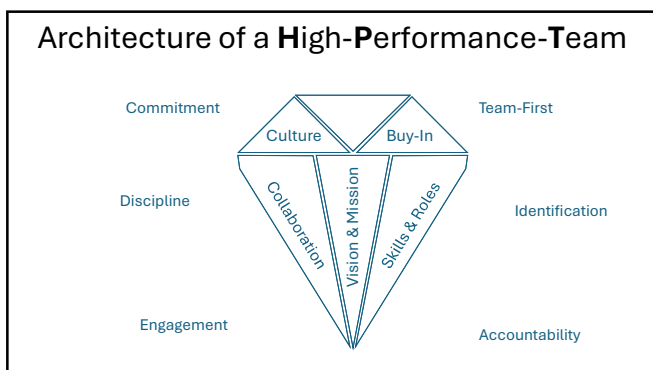 Architecture of a High-Performance-Team
Commitment
Team-First
Culture
Buy-In
Discipline
Collaboration
Vision & Mission
Skills & Roles
Identification
Engagement
Accountability